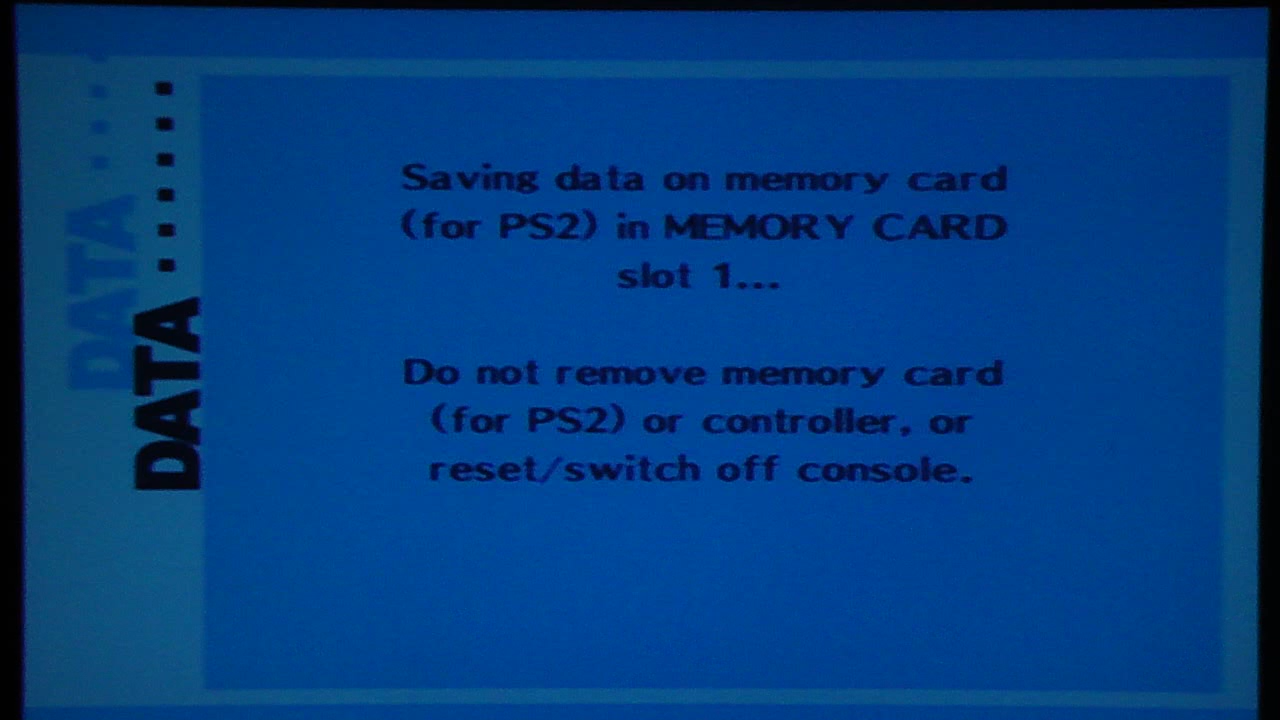 DATA ......
DATA ....
Saving data on memory card
(for PS2) in MEMORY CARD
slot 1...
Do not remove memory card
(for PS2) or controller, or
reset/switch off console.